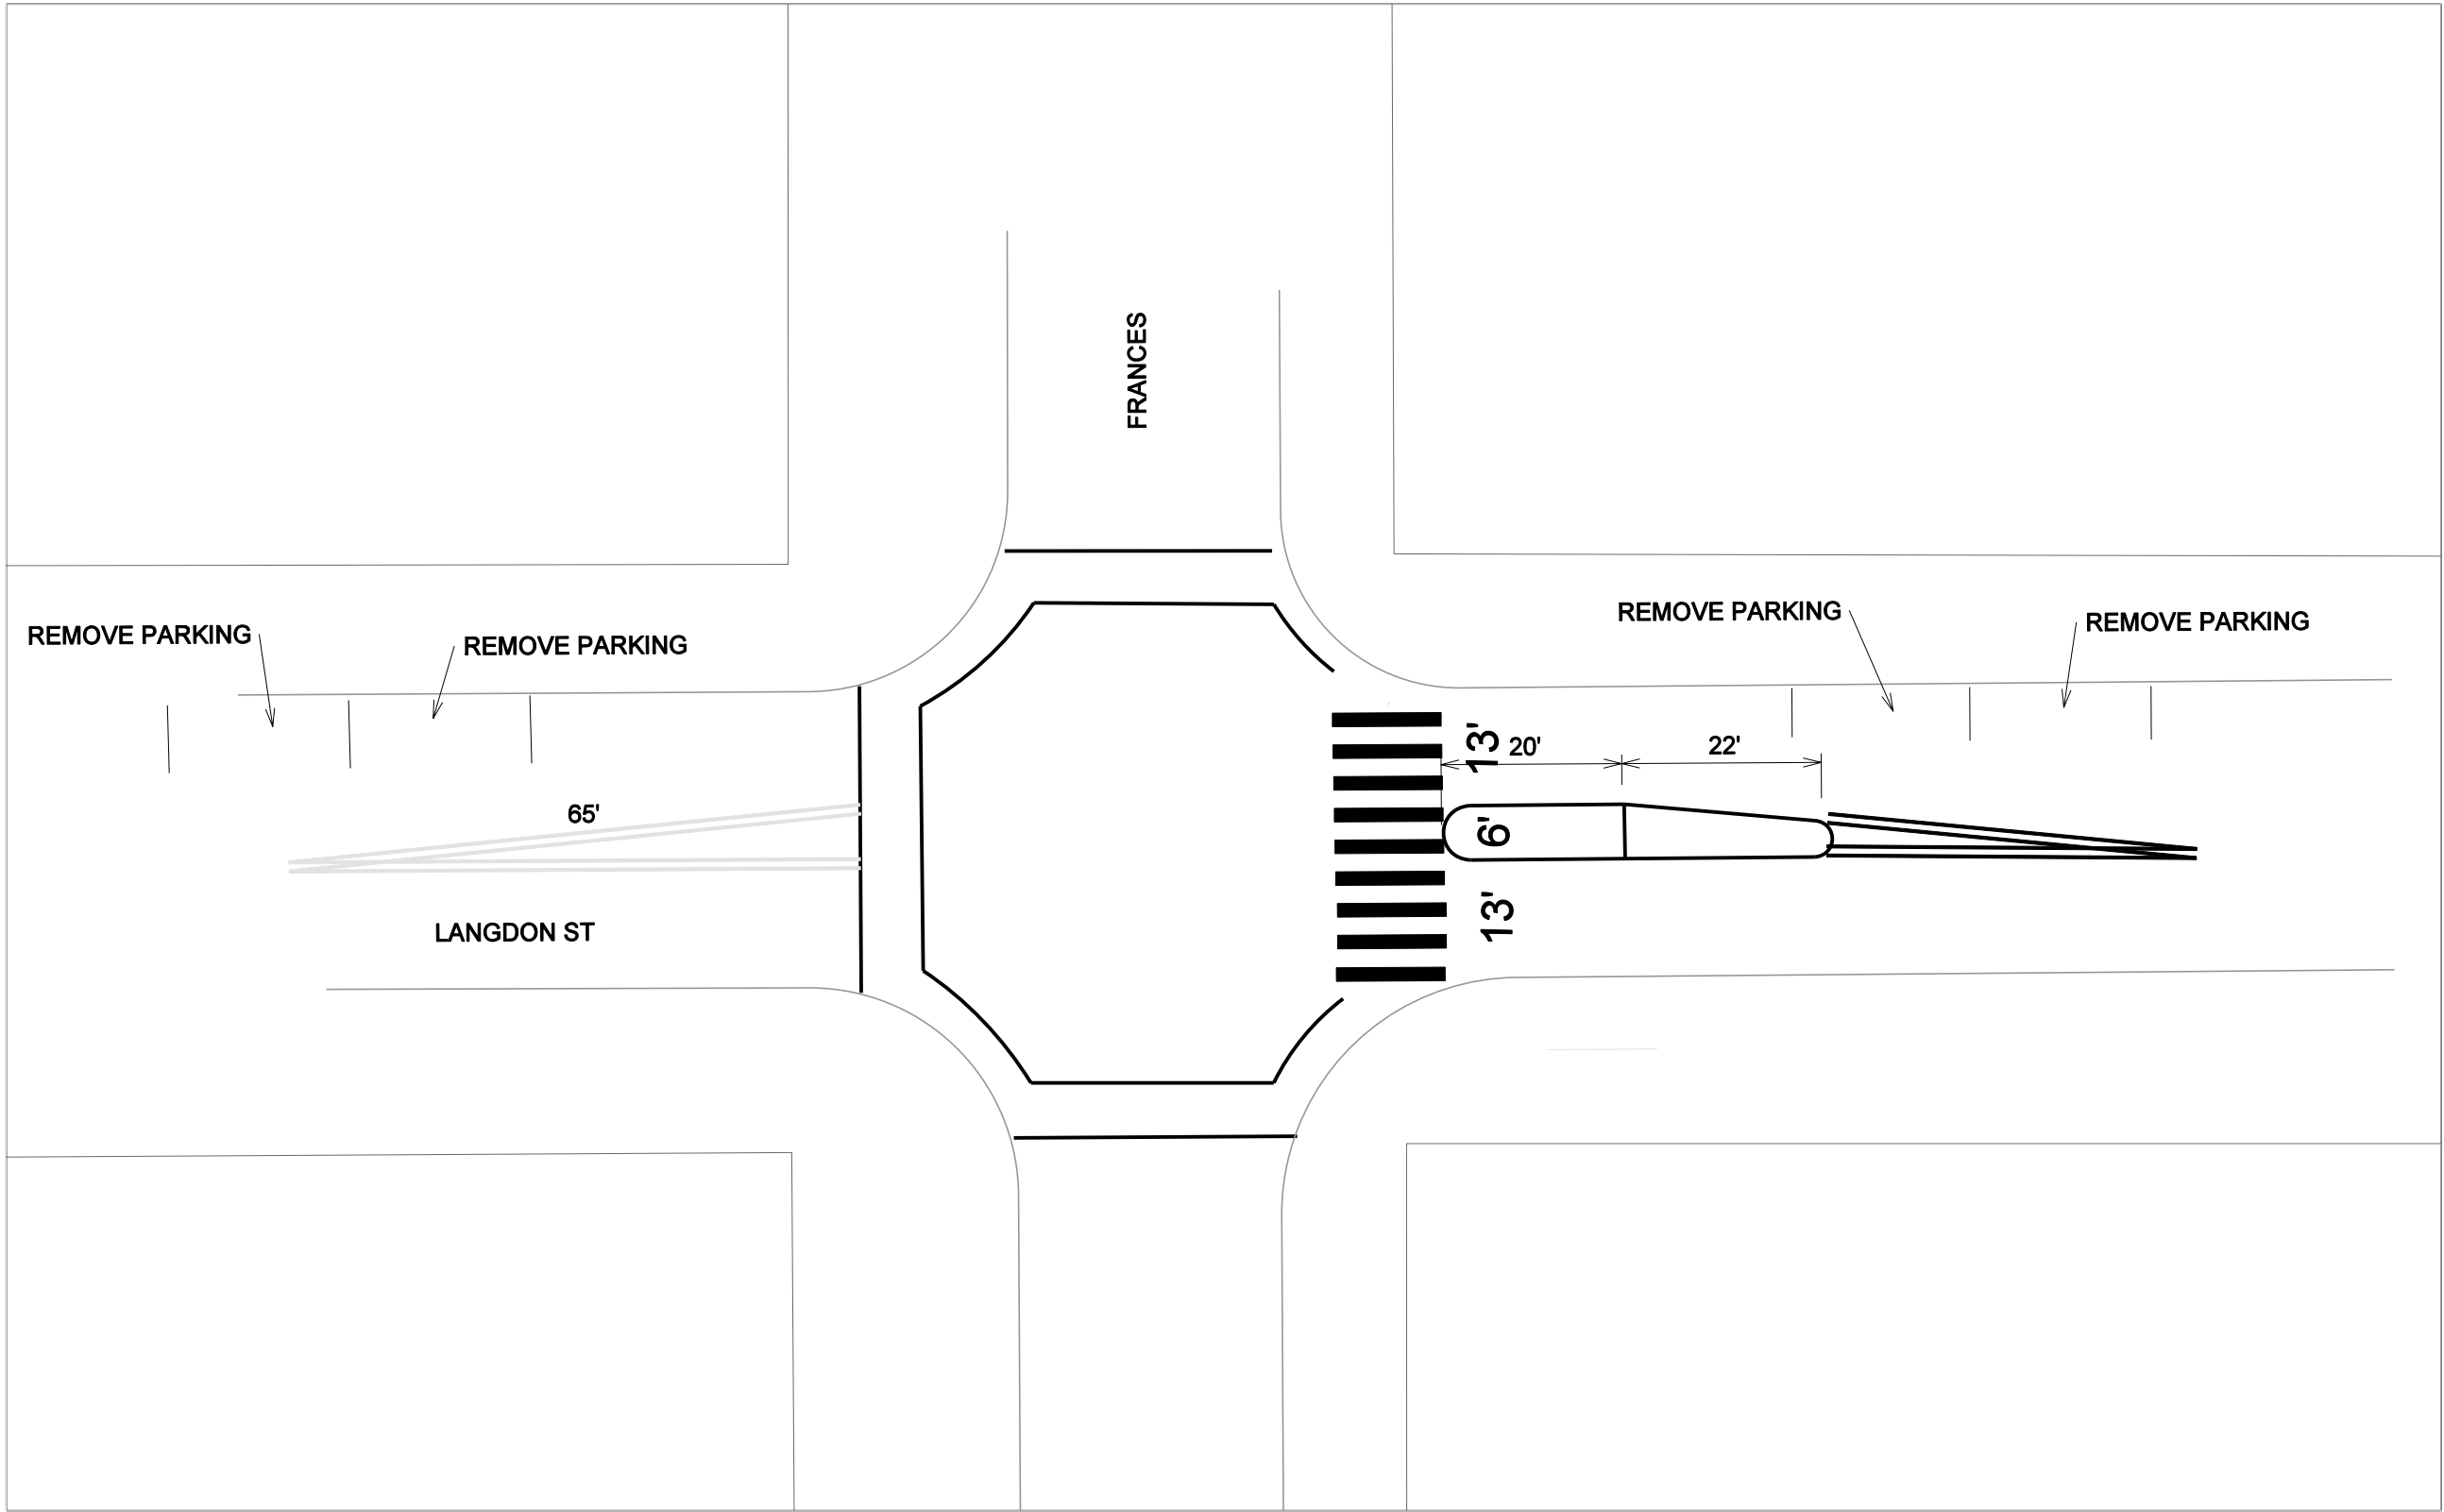 FRANCES
REMOVE PARKING
REMOVE PARKING
REMOVE PARKING
REMOVE PARKING
13'
20'
22'
65'
6'
13'
LANGDON ST